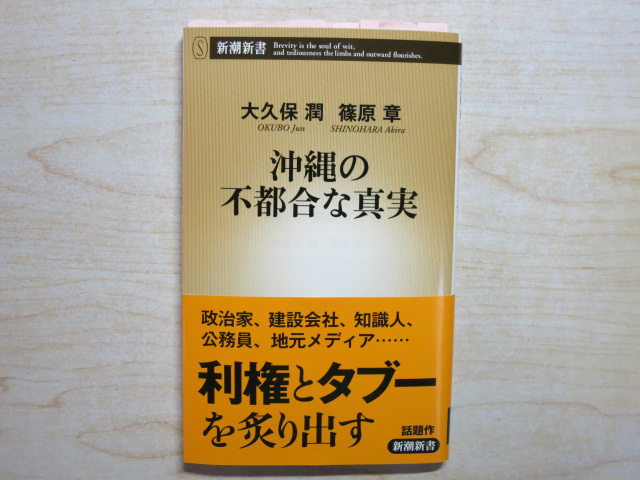 新潮新書
Brevity is the soul of wit,
and tediousness the limbs and outward flourishes.
大久保 潤 篠原 章
OKUBO Jun SHINOHARA Akira
沖縄の
不都合な真実
政治家、建設会社、知識人、
公務員、地元メディア……
利権とタブー
を炙り出す
話題作
新潮新書